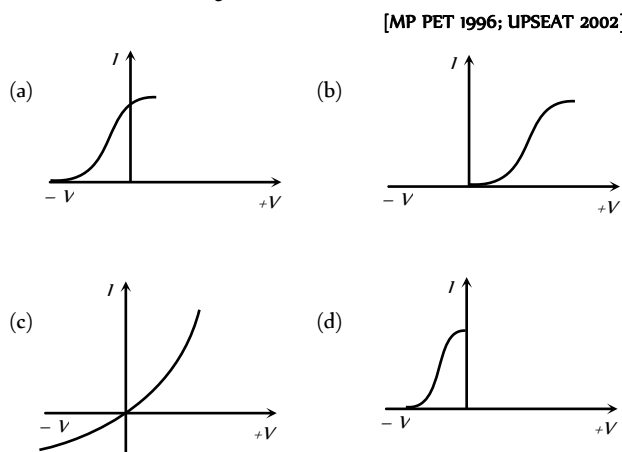 [MP PET 1996; UPSEAT 2002]
(a)
I
– V
+V
(b)
I
– V
+V
(c)
I
– V
+V
(d)
I
– V
+V